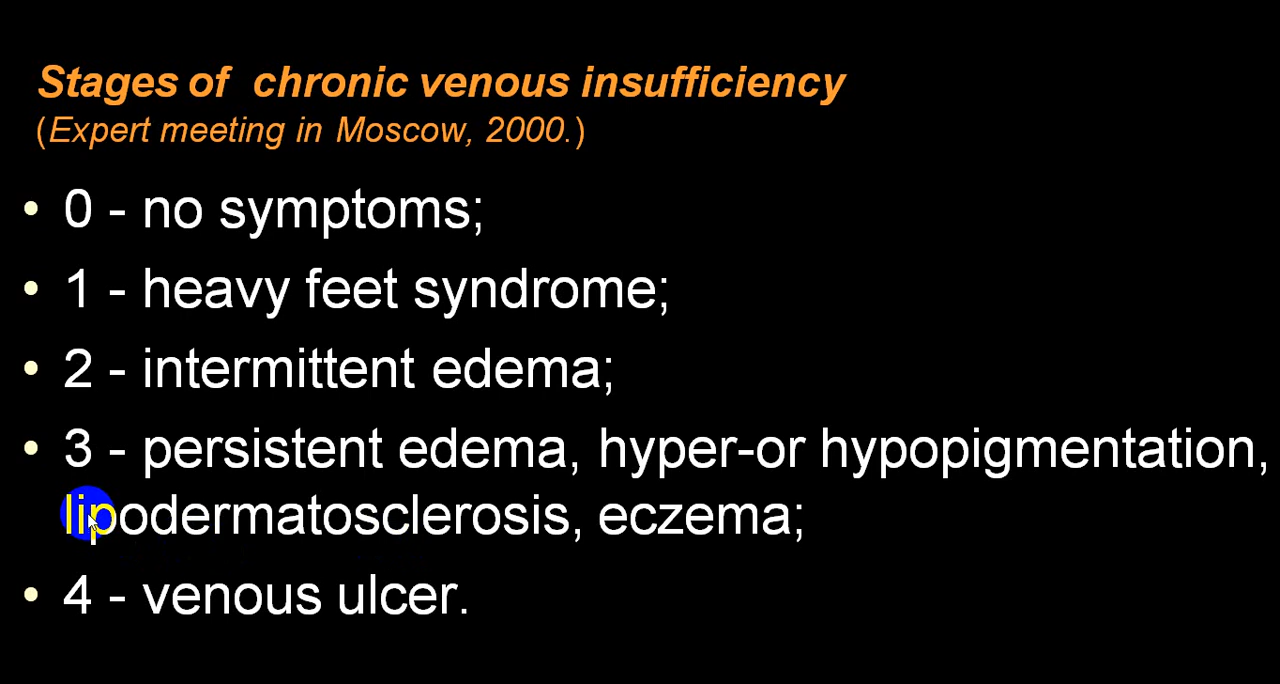 Stages of chronic venous insufficiency
(Expert meeting in Moscow, 2000.)
• 0 - no symptoms;
• 1 - heavy feet syndrome;
• 2 - intermittent edema;
• 3 - persistent edema, hyper-or hypopigmentation,
lipodermatosclerosis, eczema;
• 4 - venous ulcer.